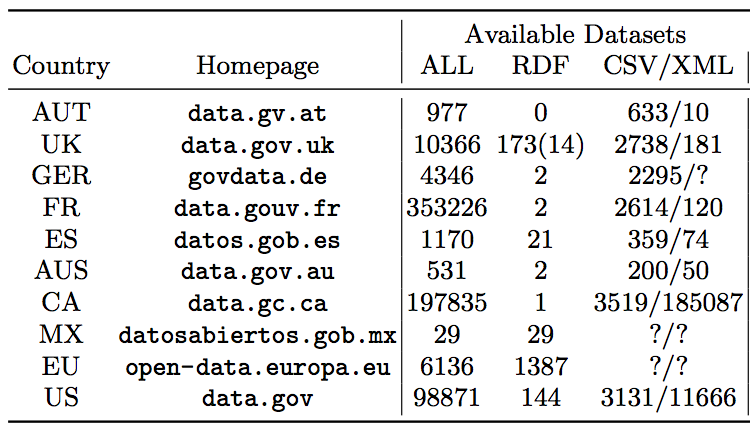 Available Datasets
Country Homepage ALL RDF CSV/XML
AUT data.gv.at 977 0 633/10
UK data.gov.uk 10366 173(14) 2738/181
GER govdata.de 4346 2 2295/?
FR data.gouv.fr 353226 2 2614/120
ES datos.gob.es 1170 21 359/74
AUS data.gov.au 531 2 200/50
CA data.gc.ca 197835 1 3519/185087
MX datosabiertos.gob.mx 29 29 ?/?
EU open-data.europa.eu 6136 1387 ?/?
US data.gov 98871 144 3131/11666